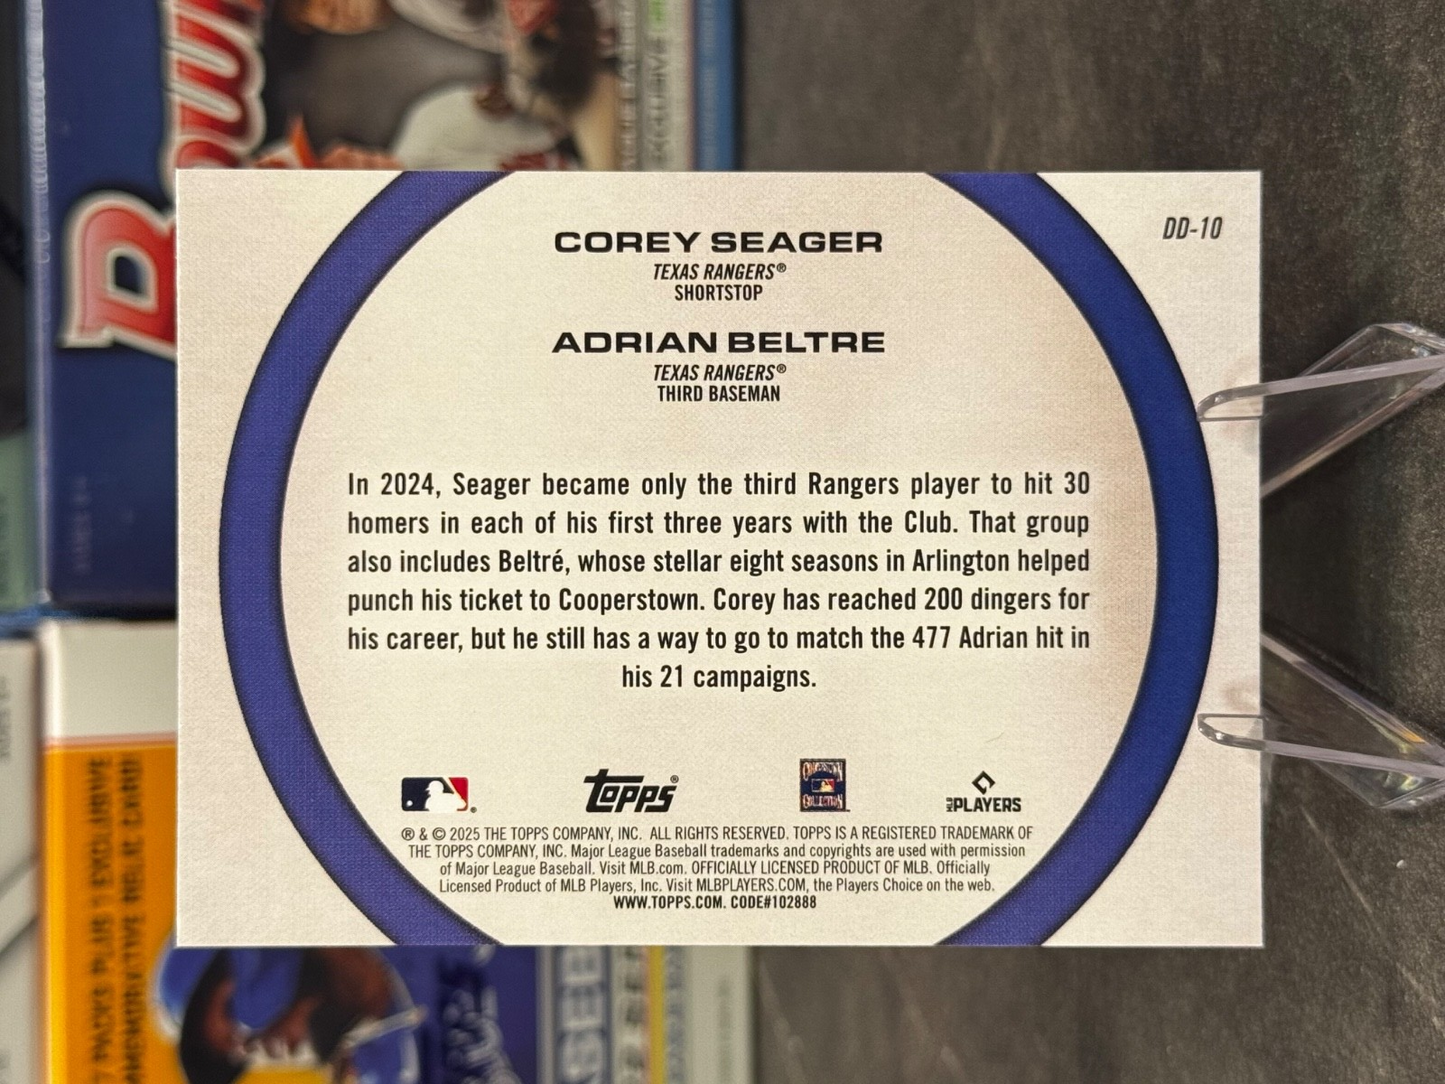 DD-10
COREY SEAGER
TEXAS RANGERS®
SHORTSTOP
ADRIAN BELTRE
TEXAS RANGERS®
THIRD BASEMAN
In 2024, Seager became only the third Rangers player to hit 30
homers in each of his first three years with the Club. That group
also includes Beltré, whose stellar eight seasons in Arlington helped
punch his ticket to Cooperstown. Corey has reached 200 dingers for
his career, but he still has a way to go to match the 477 Adrian hit in
his 21 campaigns.
Topps®
COOPERSTOWN
COLLECTION
MLB PLAYERS
® & © 2025 THE TOPPS COMPANY, INC. ALL RIGHTS RESERVED. TOPPS IS A REGISTERED TRADEMARK OF
THE TOPPS COMPANY, INC. Major League Baseball trademarks and copyrights are used with permission
of Major League Baseball. Visit MLB.com. OFFICIALLY LICENSED PRODUCT OF MLB. Officially
Licensed Product of MLB Players, Inc. Visit MLBPLAYERS.COM, the Players Choice on the web.
WWW.TOPPS.COM. CODE#102888